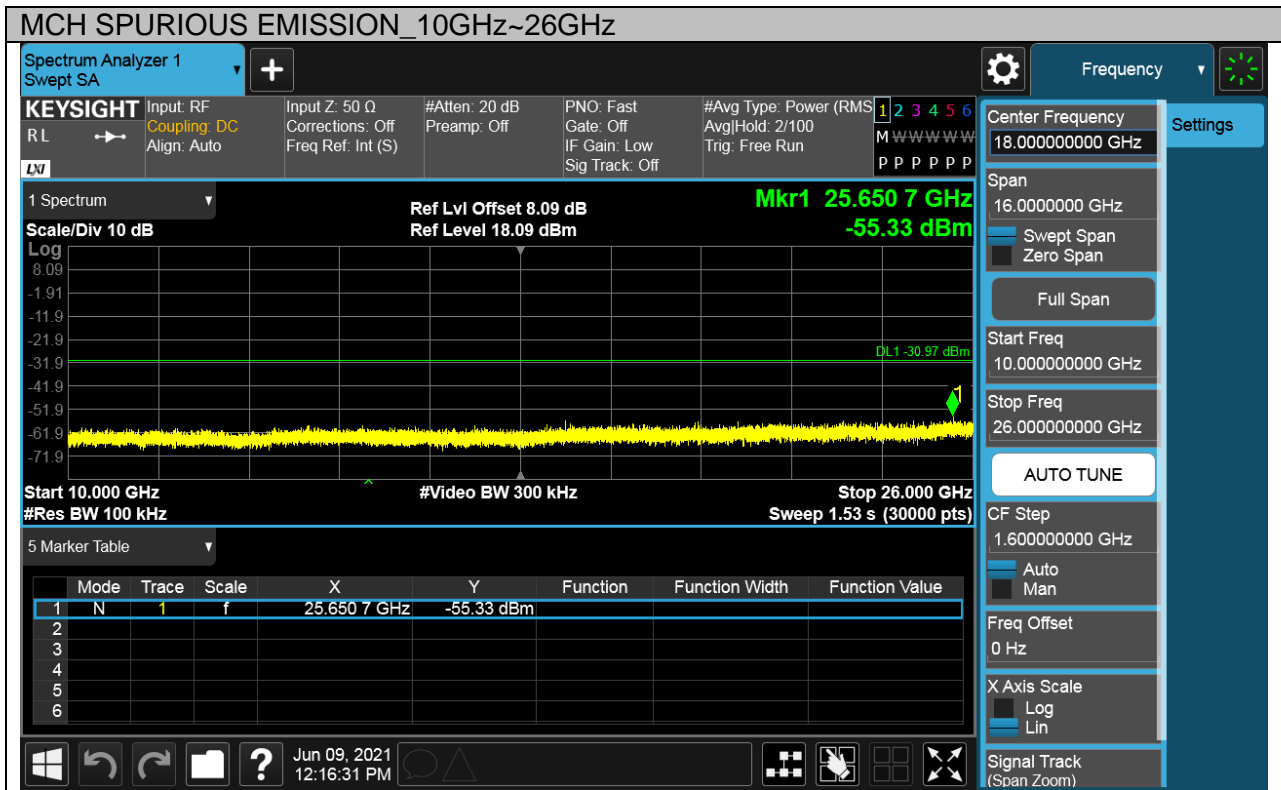 MCH SPURIOUS EMISSION_10GHz~26GHz
Spectrum Analyzer 1
Swept SA
+
Frequency
KEYSIGHT
RL
LXI
Input: RF
Coupling: DC
Align: Auto
Input Z: 50 Ω
Corrections: Off
Freq Ref: Int (S)
#Atten: 20 dB
Preamp: Off
PNO: Fast
Gate: Off
IF Gain: Low
Sig Track: Off
#Avg Type: Power (RMS
Avg|Hold: 2/100
Trig: Free Run
1 2 3 4 5 6
M W W W W W
P P P P P P
1 Spectrum
Scale/Div 10 dB
Ref Lvl Offset 8.09 dB
Ref Level 18.09 dBm
Mkr1 25.650 7 GHz
-55.33 dBm
Log
8.09
-1.91
-11.9
-21.9
-31.9
-41.9
-51.9
-61.9
-71.9
DL1 -30.97 dBm
1
Start 10.000 GHz
#Video BW 300 kHz
Stop 26.000 GHz
#Res BW 100 kHz
Sweep 1.53 s (30000 pts)
5 Marker Table
Mode Trace Scale X Y Function Function Width Function Value
1 N 1 f 25.650 7 GHz -55.33 dBm
2
3
4
5
6
Jun 09, 2021
12:16:31 PM
?
Center Frequency
18.000000000 GHz
Settings
Span
16.0000000 GHz
Swept Span
Zero Span
Full Span
Start Freq
10.000000000 GHz
Stop Freq
26.000000000 GHz
AUTO TUNE
CF Step
1.600000000 GHz
Auto
Man
Freq Offset
0 Hz
X Axis Scale
Log
Lin
Signal Track
(Span Zoom)